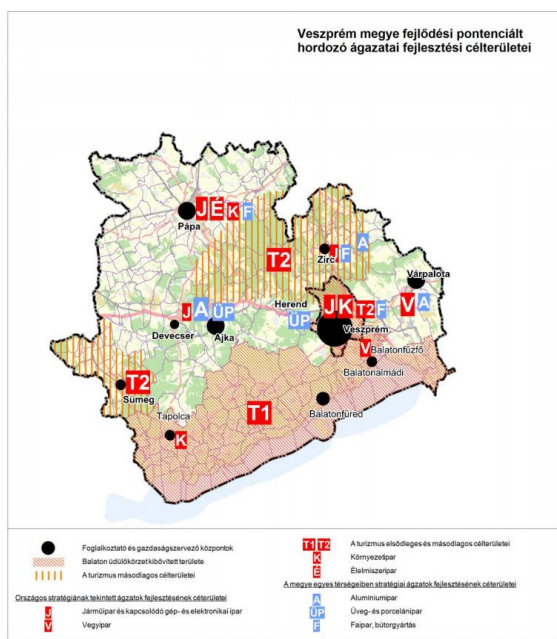 Veszprém megye fejlődési pontenciált
hordozó ágazatai fejlesztési célterületei
J É K F
Pápa
A
J F
Zirc
T2
Várpalota
Herend
J K T2 F
V A
J A ÜP
ÜP
Veszprém
Devecser
Ajka
V
Balatonfűzfő
Balatonalmádi
T2
Sümeg
Tapolca
T1
Balatonfüred
K
Foglalkoztató és gazdaságszervező központok
Balaton üdülőkörzet kibővített területe
A turizmus másodlagos célterületei
Országos stratégiának tekintett ágazatok fejlesztésének céterületei
J Járműipar és kapcsolódó gép- és elektronikai ipar
V Vegyipar
T1 T2 A turizmus elsődleges és másodlagos célterületei
K Környezetipar
É Élelmiszeripar
A megye egyes térségeiben stratégiai ágzatok fejlesztésének céterületei
A Alumíniumipar
ÜP Üveg- és porcelánipar
F Faipar, bútorgyártás